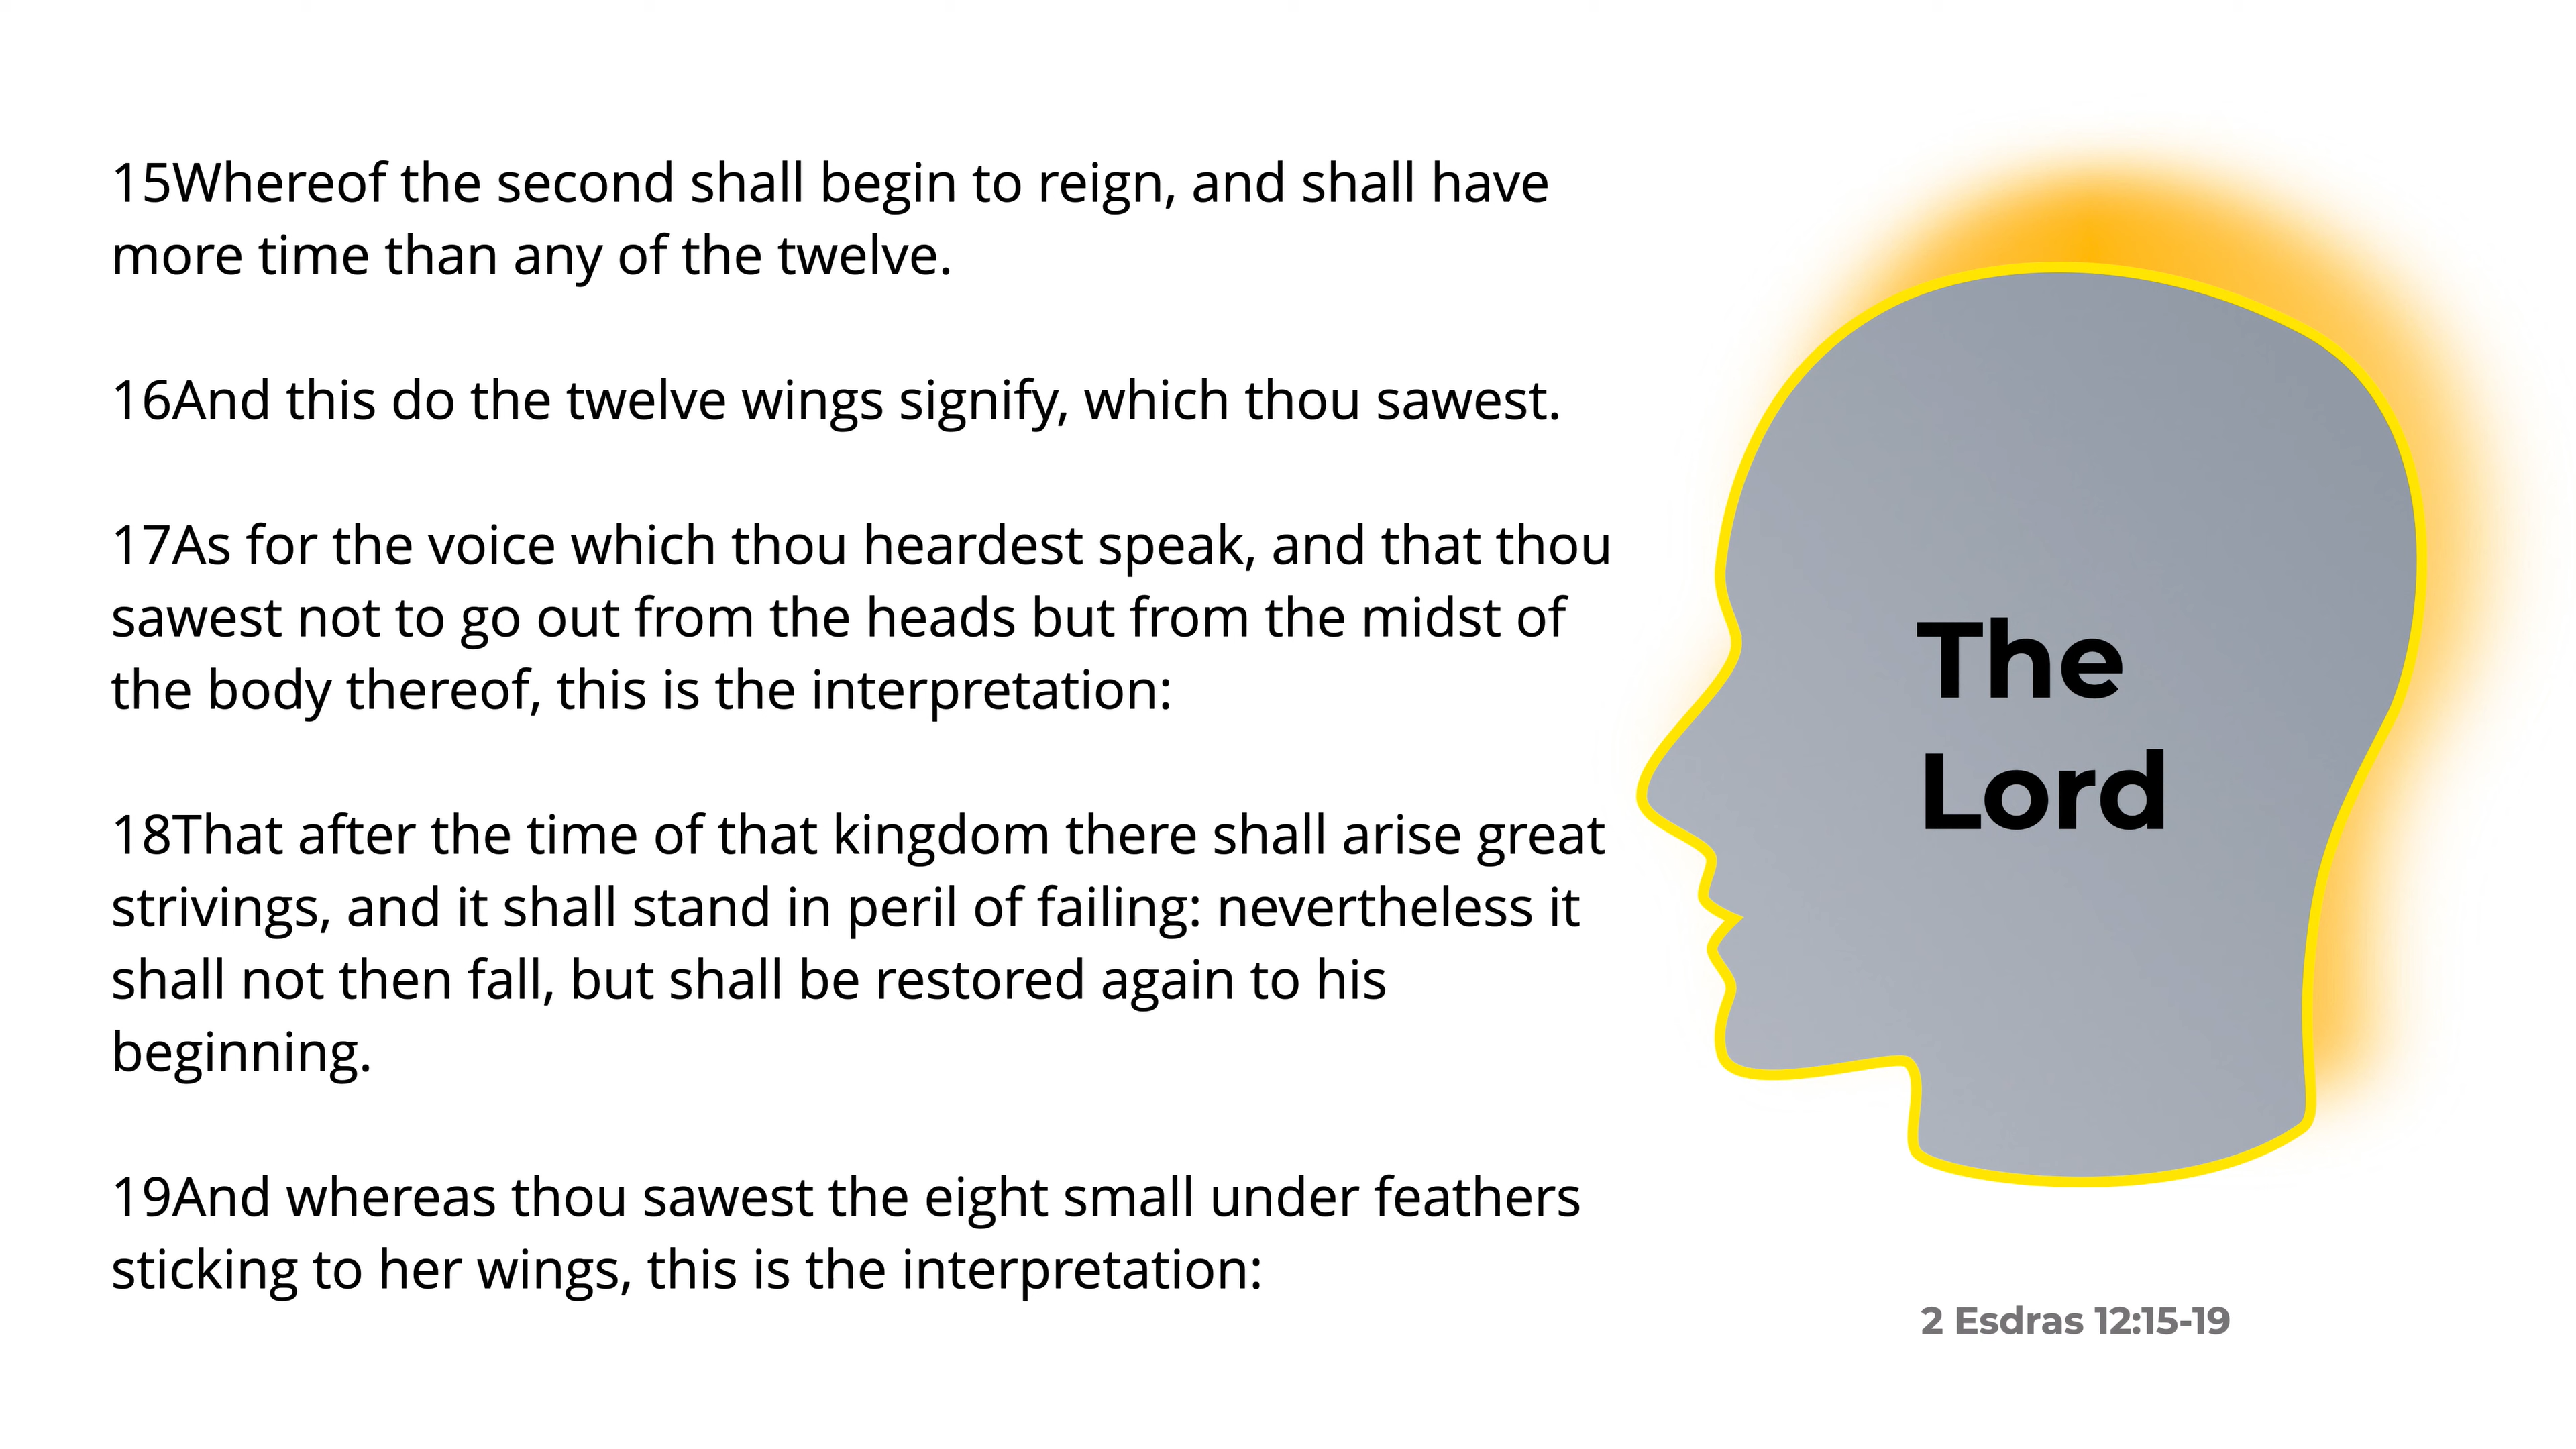 15Whereof the second shall begin to reign, and shall have
more time than any of the twelve.
16And this do the twelve wings signify, which thou sawest.
17As for the voice which thou heardest speak, and that thou
sawest not to go out from the heads but from the midst of
the body thereof, this is the interpretation:
18That after the time of that kingdom there shall arise great
strivings, and it shall stand in peril of failing: nevertheless it
shall not then fall, but shall be restored again to his
beginning.
19And whereas thou sawest the eight small under feathers
sticking to her wings, this is the interpretation:
The
Lord
2 Esdras 12:15-19